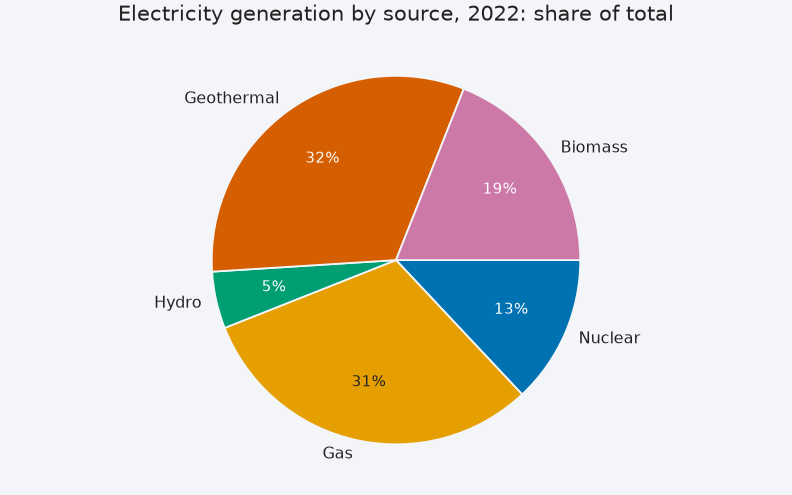 Electricity generation by source, 2022: share of total
Geothermal
Biomass
32%
19%
Hydro
5%
13%
Nuclear
31%
Gas